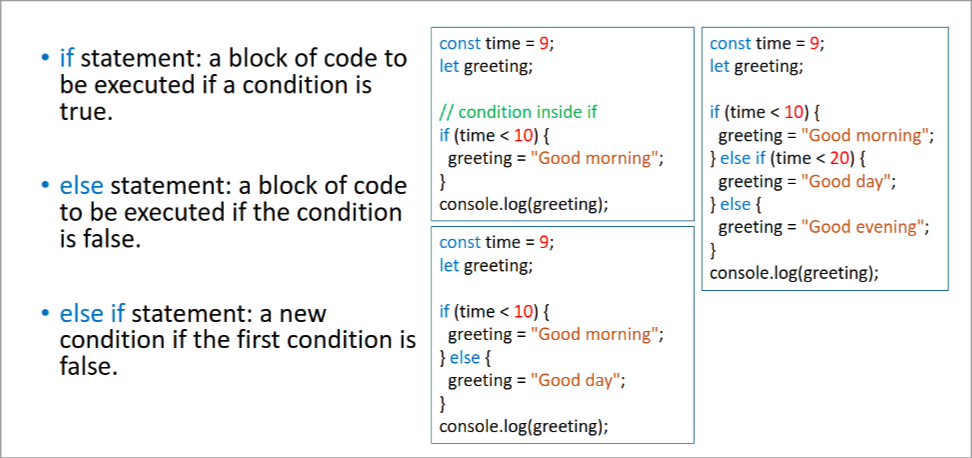 • if statement: a block of code to
be executed if a condition is
true.
• else statement: a block of code
to be executed if the condition
is false.
• else if statement: a new
condition if the first condition is
false.
const time = 9;
let greeting;
// condition inside if
if (time < 10) {
greeting = "Good morning";
}
console.log(greeting);
const time = 9;
let greeting;
if (time < 10) {
greeting = "Good morning";
} else {
greeting = "Good day";
}
console.log(greeting);
const time = 9;
let greeting;
if (time < 10) {
greeting = "Good morning";
} else if (time < 20) {
greeting = "Good day";
} else {
greeting = "Good evening";
}
console.log(greeting);